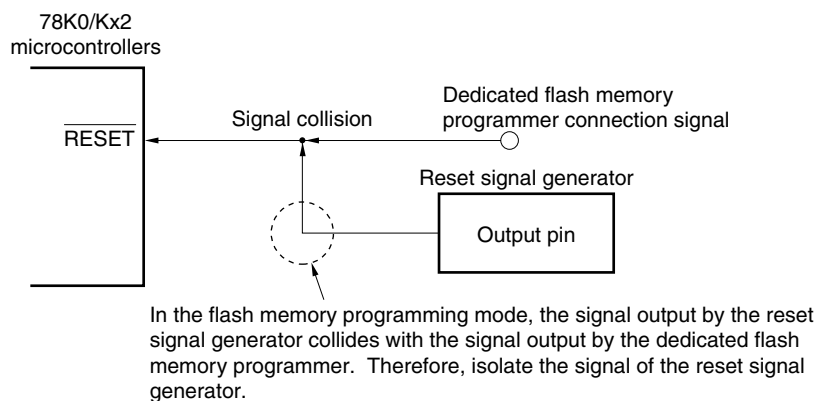 78K0/Kx2
microcontrollers
Dedicated flash memory
programmer connection signal
Signal collision
RESET
Reset signal generator
Output pin
In the flash memory programming mode, the signal output by the reset
signal generator collides with the signal output by the dedicated flash
memory programmer.  Therefore, isolate the signal of the reset signal
generator.